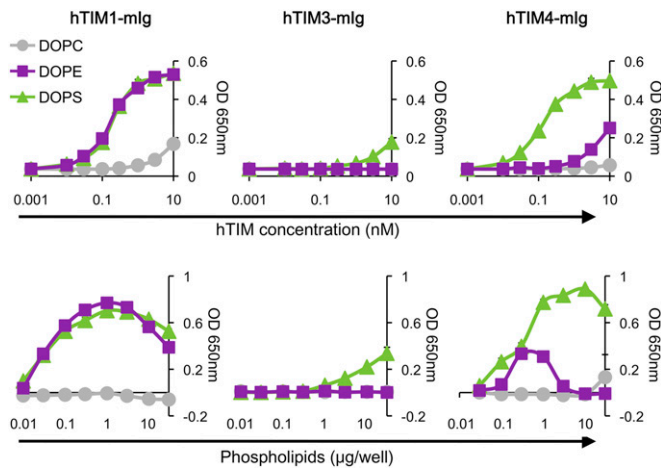 hTIM1-mIg hTIM3-mIg hTIM4-mIg
DOPC
DOPE
DOPS
0.6 0.6 0.6
0.4 0.4 0.4
0.2 0.2 0.2
0 0 0
OD 650nm OD 650nm OD 650nm
0.001 0.1 10 0.001 0.1 10 0.001 0.1 10
hTIM concentration (nM)
1 1 1
0.6 0.6 0.6
0.2 0.2 0.2
-0.2 -0.2 -0.2
OD 650nm OD 650nm OD 650nm
0.01 0.1 1 10 0.01 0.1 1 10 0.01 0.1 1 10
Phospholipids (µg/well)